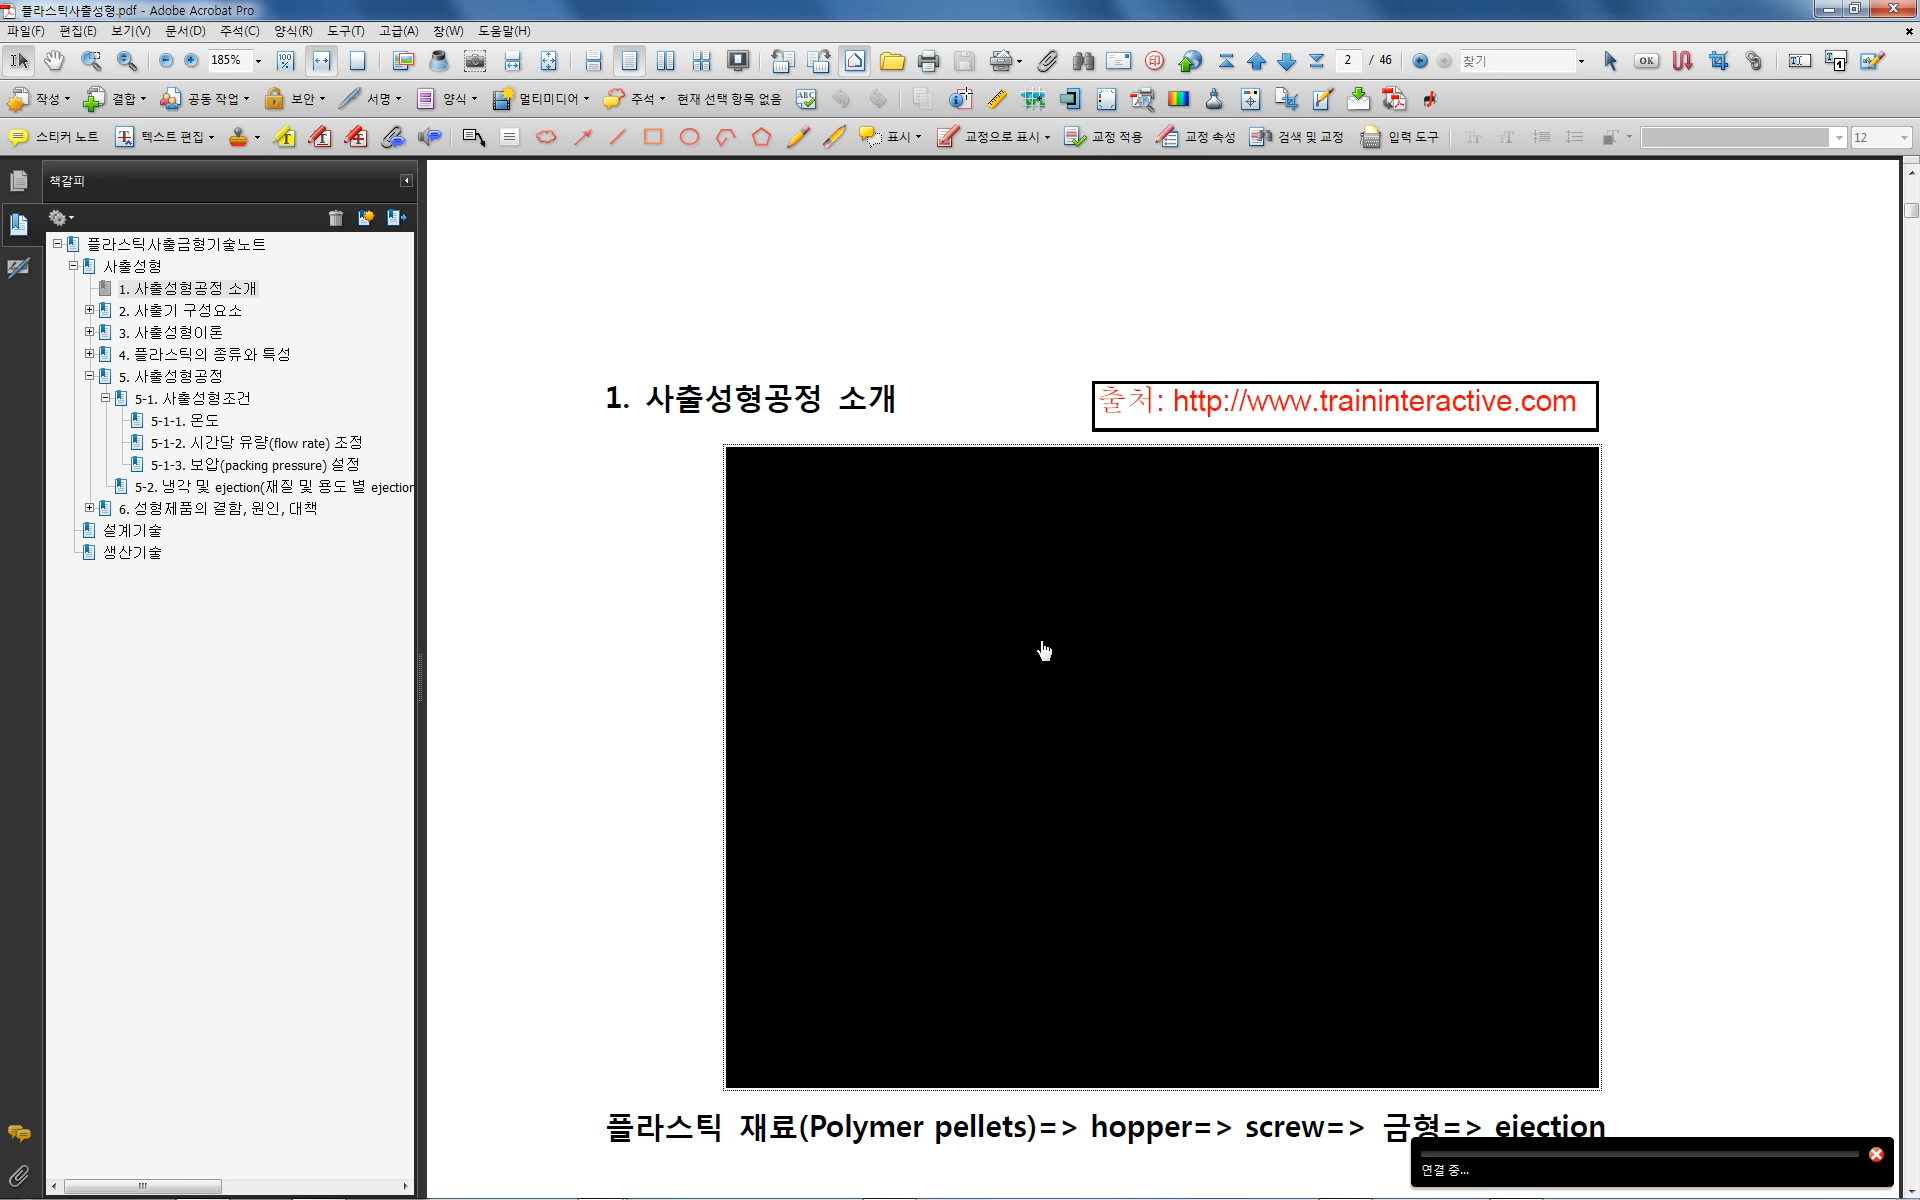 플라스틱사출성형.pdf - Adobe Acrobat Pro
파일(F) 편집(E) 보기(V) 문서(D) 주석(C) 양식(R) 도구(T) 고급(A) 창(W) 도움말(H)
185% 2 / 46 찾기 OK
작성 결합 공동 작업 보안 서명 양식 멀티미디어 주석 현재 선택 항목 없음
스티커 노트 텍스트 편집 표시 교정으로 표시 교정 적용 교정 속성 검색 및 교정 입력 도구 12
책갈피
플라스틱사출금형기술노트
사출성형
1. 사출성형공정 소개
2. 사출기 구성요소
3. 사출성형이론
4. 플라스틱의 종류와 특성
5. 사출성형공정
5-1. 사출성형조건
5-1-1. 온도
5-1-2. 시간당 유량(flow rate) 조정
5-1-3. 보압(packing pressure) 설정
5-2. 냉각 및 ejection(재질 및 용도 별 ejection
6. 성형제품의 결함, 원인, 대책
설계기술
생산기술
1. 사출성형공정 소개
출처: http://www.traininteractive.com
플라스틱 재료(Polymer pellets)=> hopper=> screw=> 금형=> ejection
연결 중...